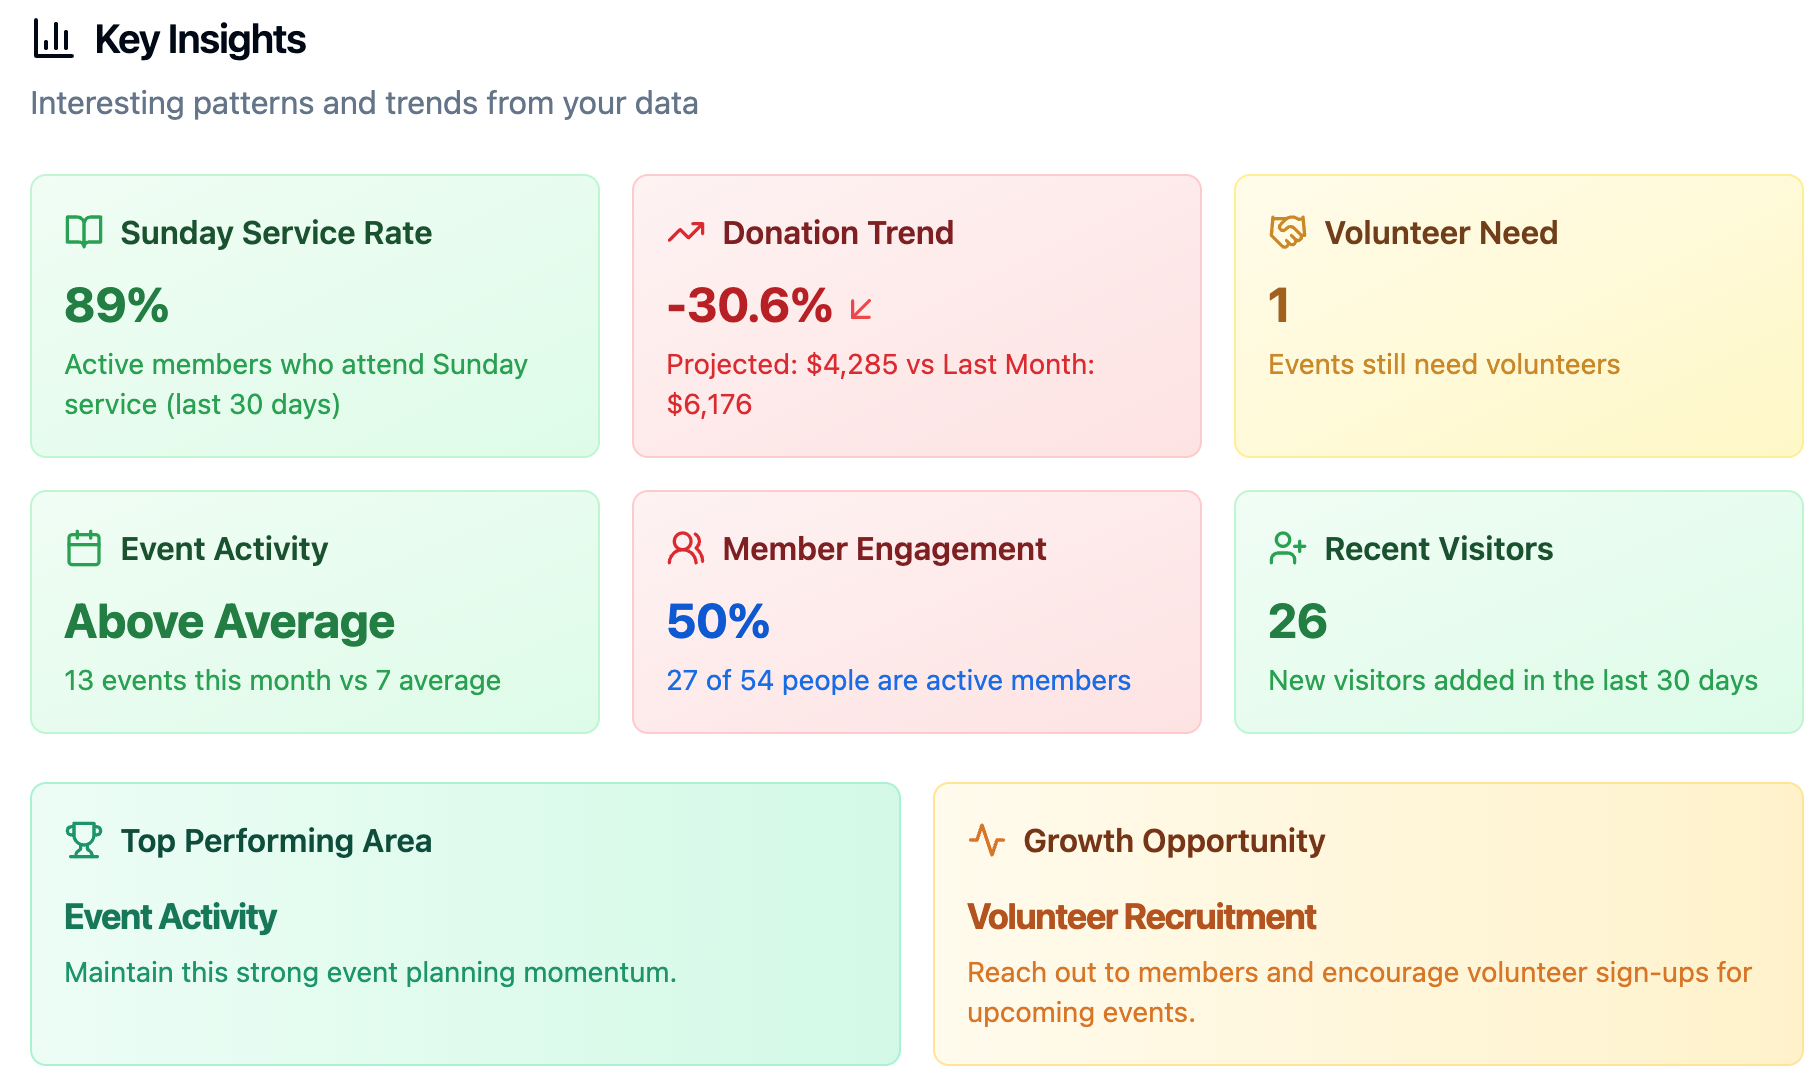 Key Insights
Interesting patterns and trends from your data
Sunday Service Rate
89%
Active members who attend Sunday
service (last 30 days)
Donation Trend
-30.6%
Projected: $4,285 vs Last Month:
$6,176
Volunteer Need
1
Events still need volunteers
Event Activity
Above Average
13 events this month vs 7 average
Member Engagement
50%
27 of 54 people are active members
Recent Visitors
26
New visitors added in the last 30 days
Top Performing Area
Event Activity
Maintain this strong event planning momentum.
Growth Opportunity
Volunteer Recruitment
Reach out to members and encourage volunteer sign-ups for
upcoming events.